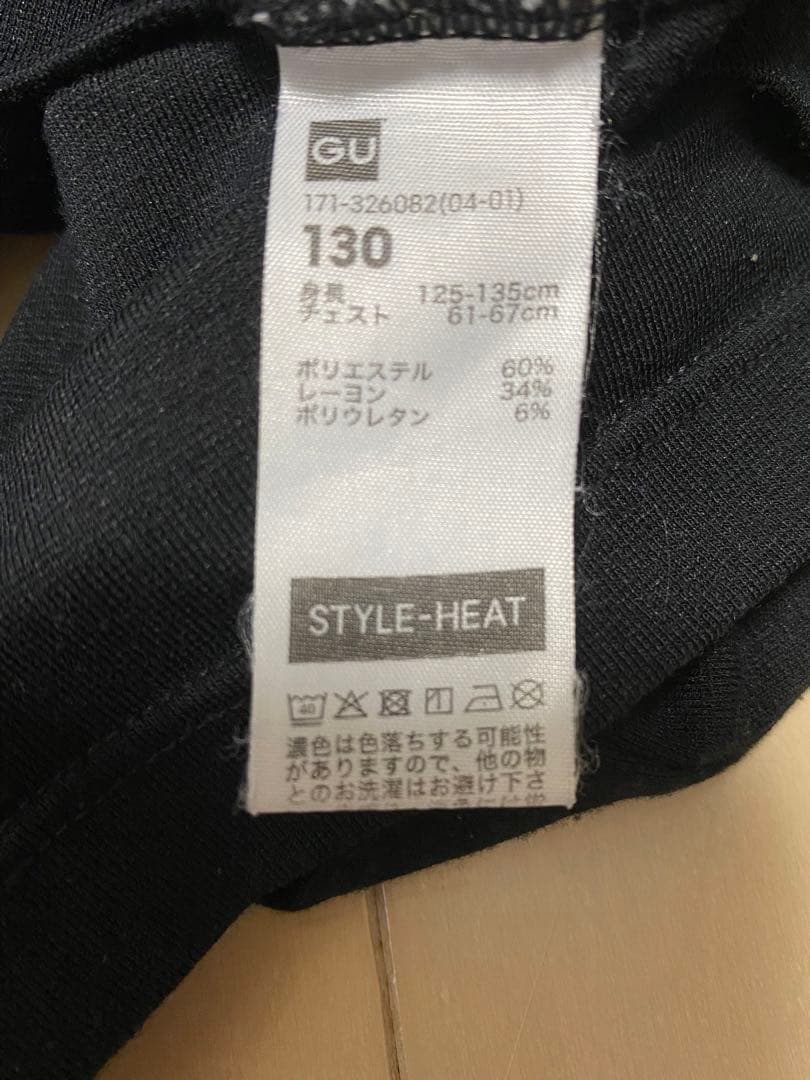 GU
171-326082(04-01)
130
身長 125-135cm
チェスト 61-67cm
ポリエステル 60%
レーヨン 34%
ポリウレタン 6%
STYLE-HEAT
40
濃色は色落ちする可能性
がありますので、他の物
とのお洗濯はお避け下さ